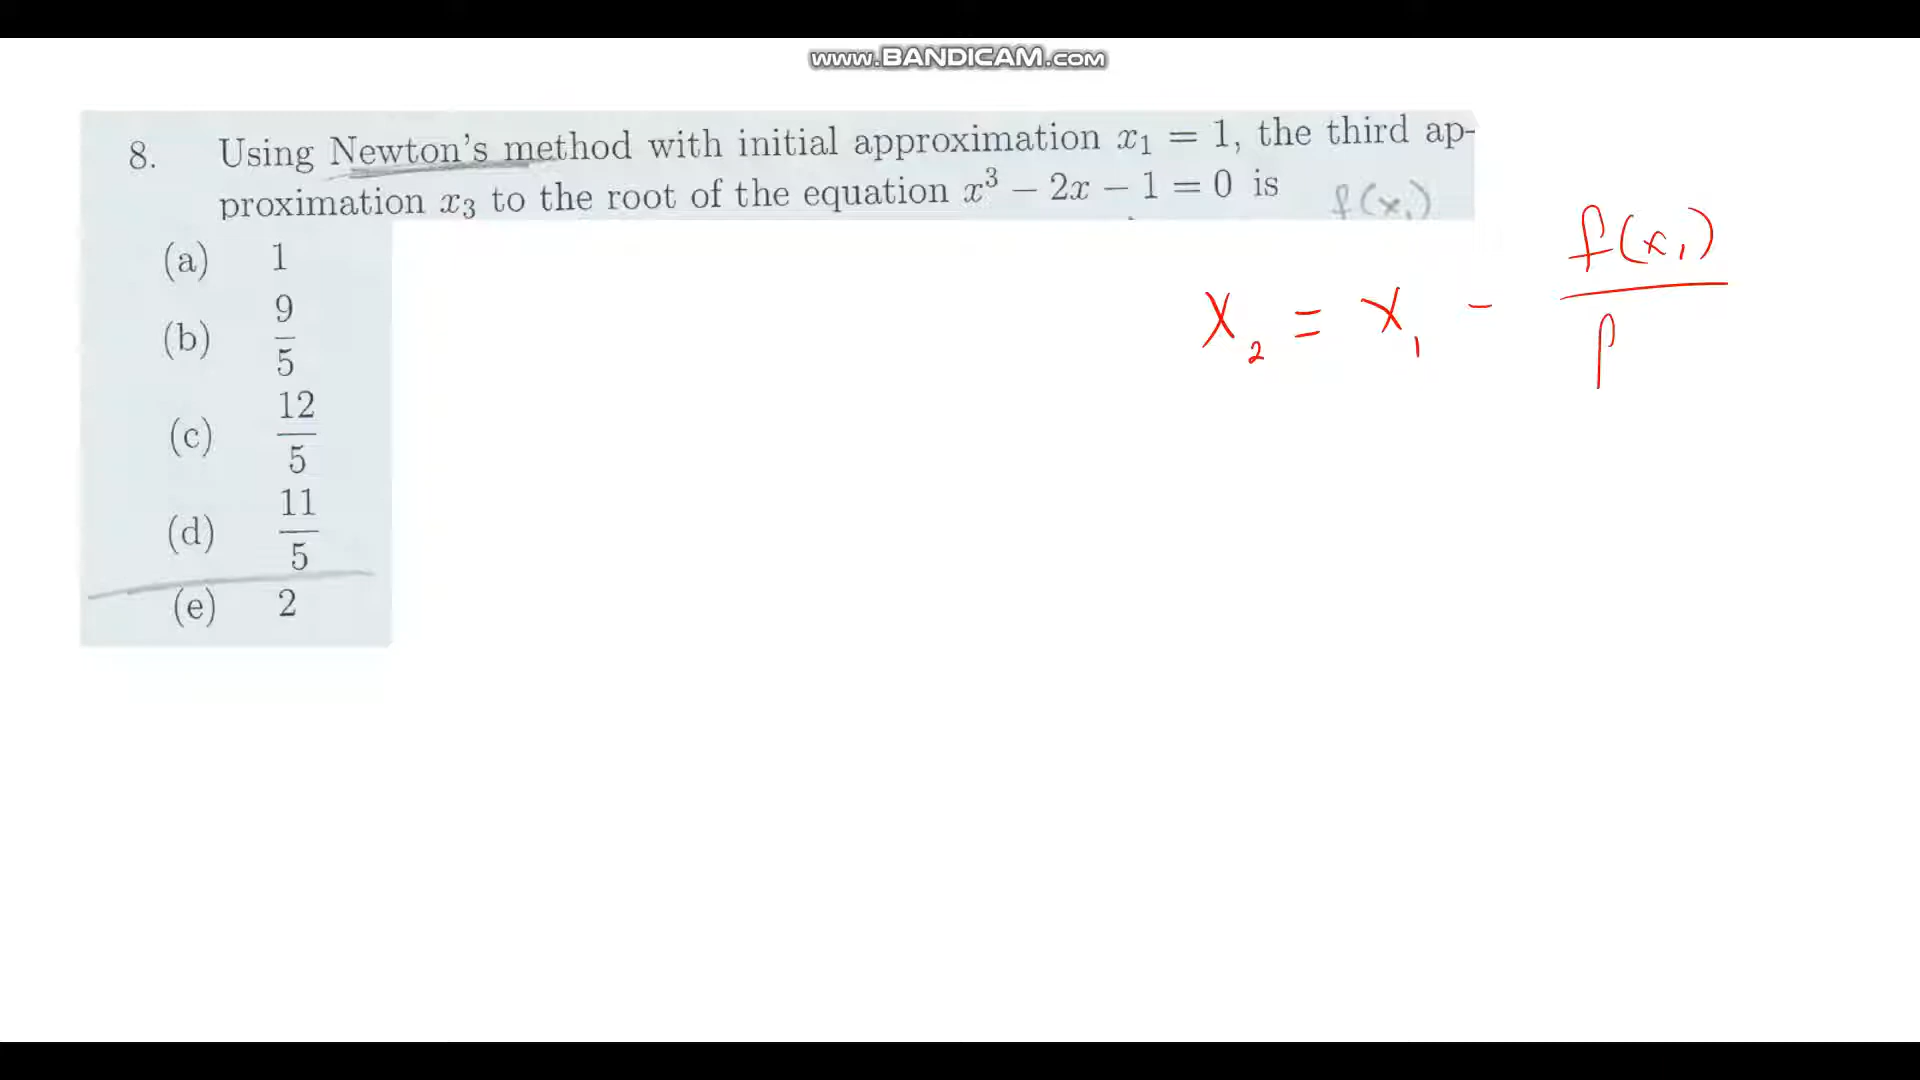 www.BANDICAM.com
8. Using Newton's method with initial approximation x₁ = 1, the third ap-
proximation x₃ to the root of the equation x³ − 2x − 1 = 0 is
f(x₁)
(a) 1
(b) 9/5
(c) 12/5
(d) 11/5
(e) 2
x₂ = x₁ - f(x₁)/f